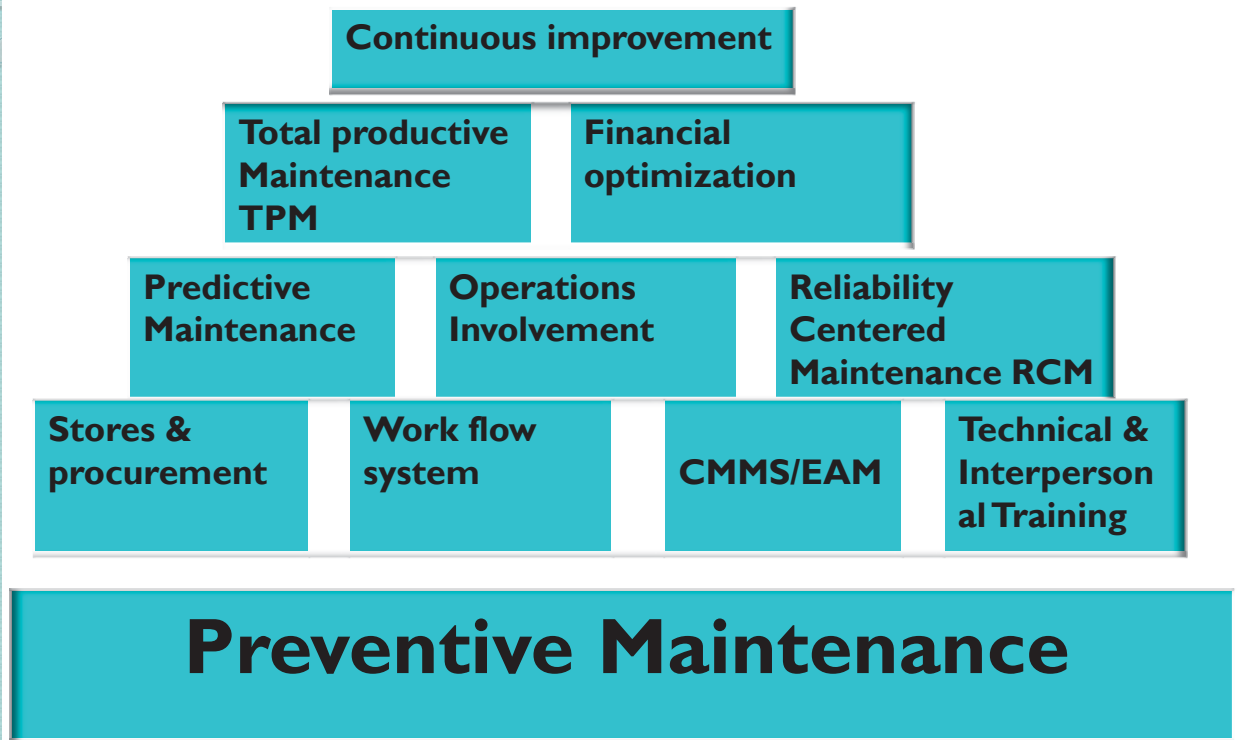 Continuous improvement
Total productive
Maintenance
TPM
Financial
optimization
Predictive
Maintenance
Operations
Involvement
Reliability
Centered
Maintenance RCM
Stores &
procurement
Work flow
system
CMMS/EAM
Technical &
Interperson
al Training
Preventive Maintenance